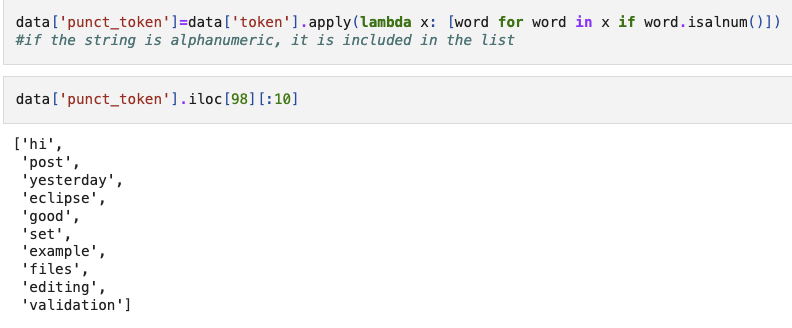 data['punct_token']=data['token'].apply(lambda x: [word for word in x if word.isalnum()])
#if the string is alphanumeric, it is included in the list
data['punct_token'].iloc[98][:10]
['hi',
 'post',
 'yesterday',
 'eclipse',
 'good',
 'set',
 'example',
 'files',
 'editing',
 'validation']